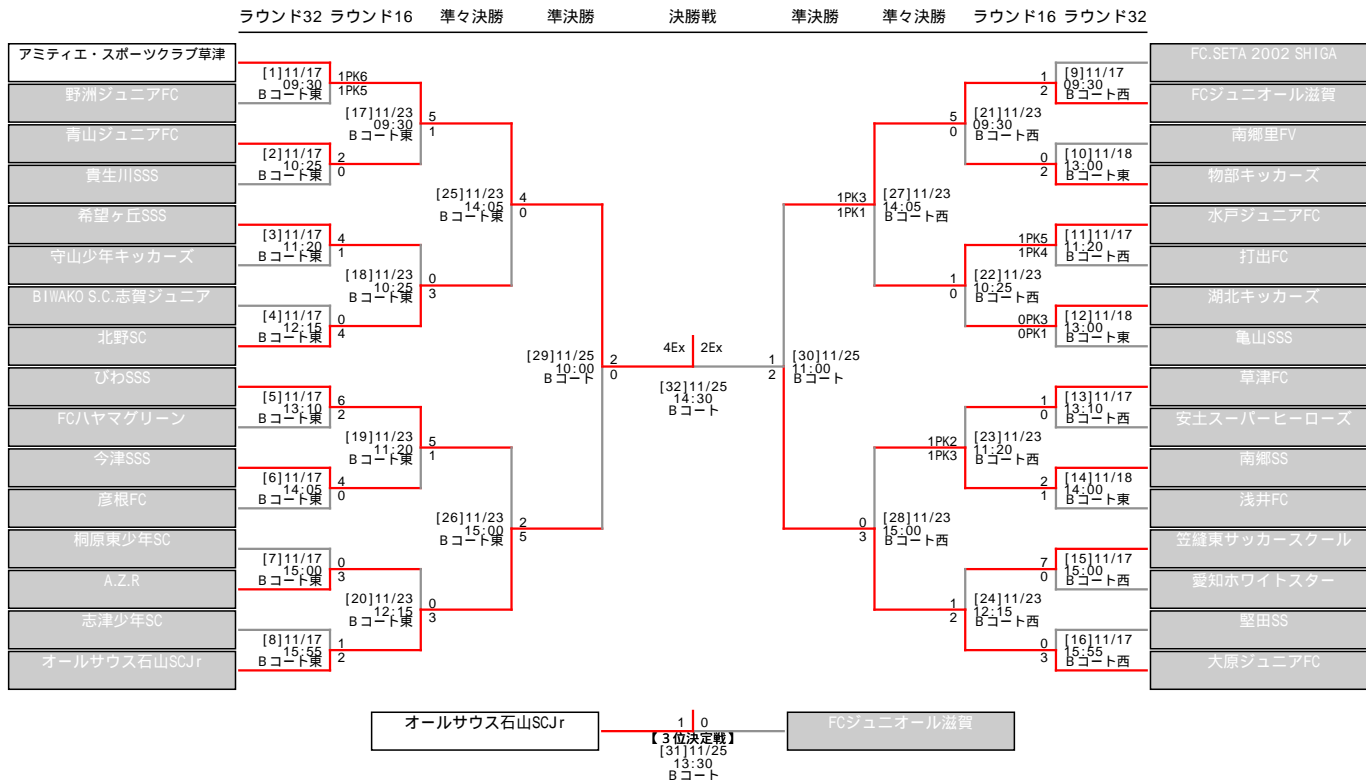 ラウンド32 ラウンド16 準々決勝 準決勝 決勝戦 準決勝 準々決勝 ラウンド16 ラウンド32
アミティエ・スポーツクラブ草津
野洲ジュニアFC
青山ジュニアFC
貴生川SSS
希望ヶ丘SSS
守山少年キッカーズ
BIWAKO S.C.志賀ジュニア
北野SC
びわSSS
FCハヤマグリーン
今津SSS
彦根FC
桐原東少年SC
A.Z.R
志津少年SC
オールサウス石山SCJr
[1]11/17
09:30
Bコート東
[2]11/17
10:25
Bコート東
[3]11/17
11:20
Bコート東
[4]11/17
12:15
Bコート東
[5]11/17
13:10
Bコート東
[6]11/17
14:05
Bコート東
[7]11/17
15:00
Bコート東
[8]11/17
15:55
Bコート東
1PK6
1PK5
2
0
4
1
0
4
6
2
4
0
0
3
1
2
[17]11/23
09:30
Bコート東
[18]11/23
10:25
Bコート東
[19]11/23
11:20
Bコート東
[20]11/23
12:15
Bコート東
5
1
0
3
5
1
0
3
[25]11/23
14:05
Bコート東
[26]11/23
15:00
Bコート東
4
0
2
5
[29]11/25
10:00
Bコート
2
0
4Ex 2Ex
[32]11/25
14:30
Bコート
1
2
[30]11/25
11:00
Bコート
1PK3
1PK1
0
3
[27]11/23
14:05
Bコート西
[28]11/23
15:00
Bコート西
5
0
1
0
1PK2
1PK3
1
2
[21]11/23
09:30
Bコート西
[22]11/23
10:25
Bコート西
[23]11/23
11:20
Bコート西
[24]11/23
12:15
Bコート西
1
2
0
2
1PK5
1PK4
0PK3
0PK1
1
0
2
1
7
0
0
3
[9]11/17
09:30
Bコート西
[10]11/18
13:00
Bコート東
[11]11/17
11:20
Bコート西
[12]11/18
13:00
Bコート東
[13]11/17
13:10
Bコート西
[14]11/18
14:00
Bコート東
[15]11/17
15:00
Bコート西
[16]11/17
15:55
Bコート西
FC.SETA 2002 SHIGA
FCジュニオール滋賀
南郷里FV
物部キッカーズ
水戸ジュニアFC
打出FC
湖北キッカーズ
亀山SSS
草津FC
安土スーパーヒーローズ
南郷SS
浅井FC
笠縫東サッカースクール
愛知ホワイトスター
堅田SS
大原ジュニアFC
オールサウス石山SCJr 1 0 FCジュニオール滋賀
【３位決定戦】
[31]11/25
13:30
Bコート